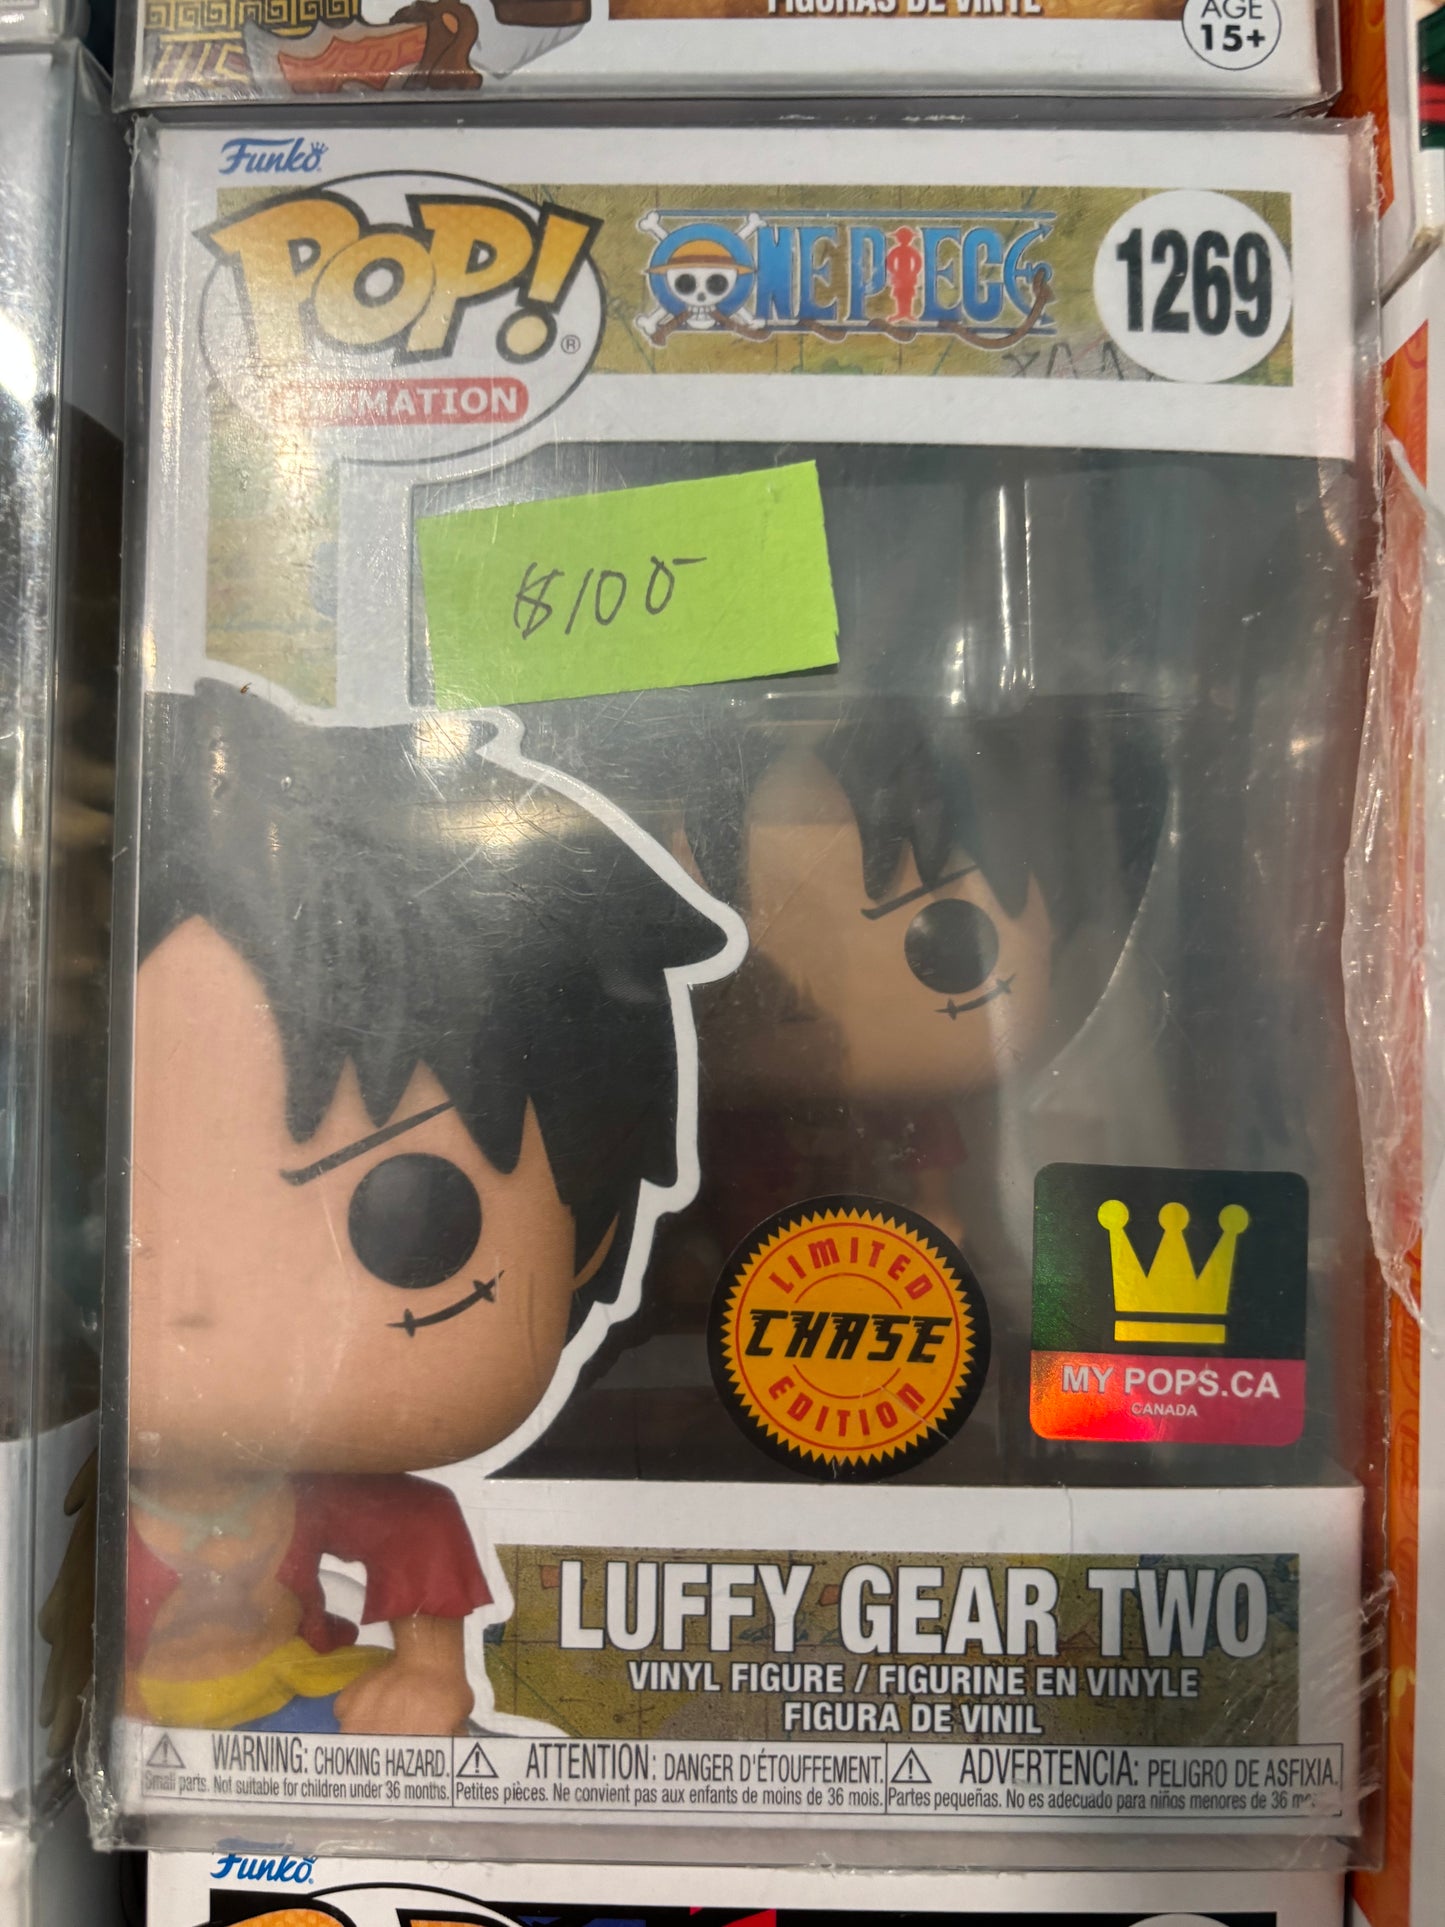 FIGURAS DE VINYL
AGE
15+
Funko
POP!
®
ANIMATION
ONE PIECE
1269
$100-
LIMITED
CHASE
EDITION
MY POPS.CA
CANADA
LUFFY GEAR TWO
VINYL FIGURE / FIGURINE EN VINYLE
FIGURA DE VINIL
WARNING: CHOKING HAZARD.
Small parts. Not suitable for children under 36 months.
ATTENTION: DANGER D'ÉTOUFFEMENT.
Petites pièces. Ne convient pas aux enfants de moins de 36 mois.
ADVERTENCIA: PELIGRO DE ASFIXIA.
Partes pequeñas. No es adecuado para niños menores de 36
Funko